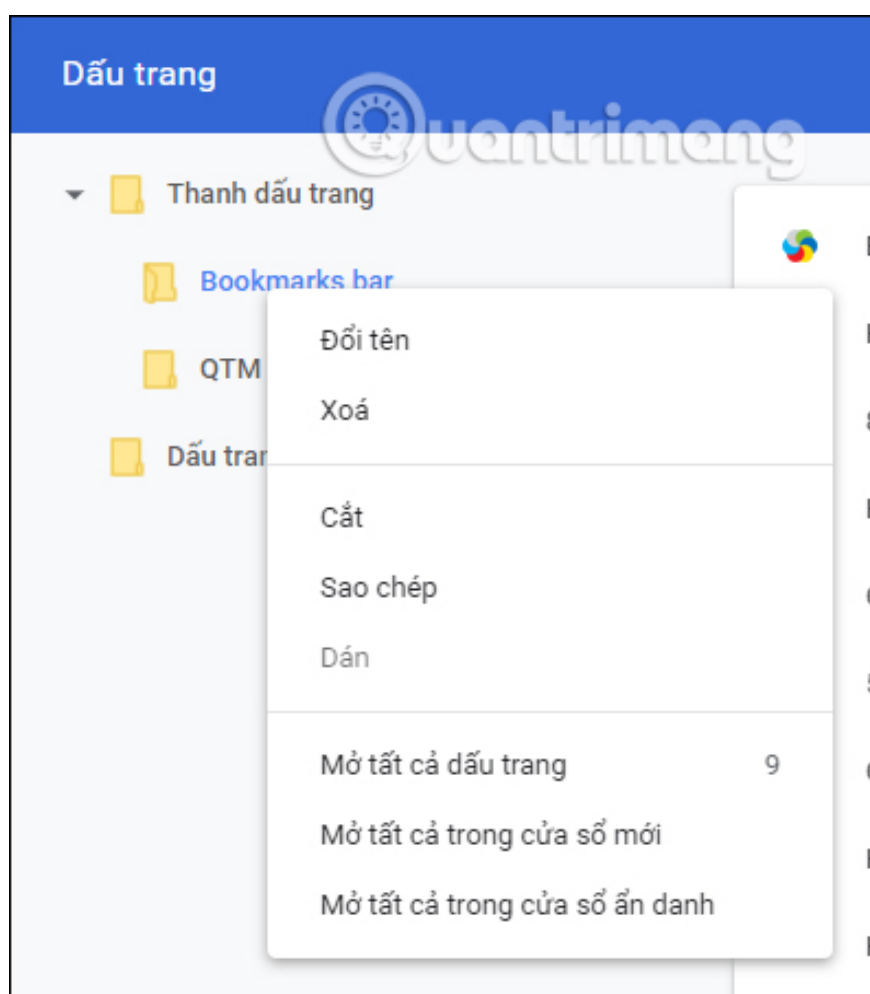 Dấu trang
Quantrimang
Thanh dấu trang
Bookmarks bar
QTM
Dấu
Đổi tên
Xoá
Cắt
Sao chép
Dán
Mở tất cả dấu trang 9
Mở tất cả trong cửa sổ mới
Mở tất cả trong cửa sổ ẩn danh